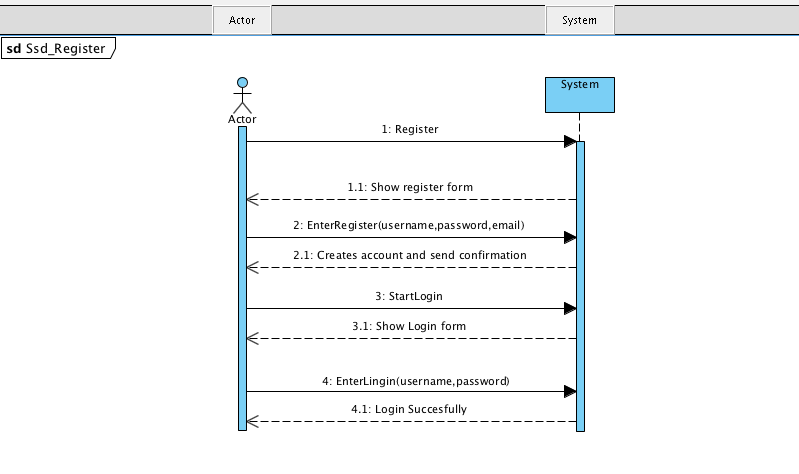 Actor System
sd Ssd_Register
System
Actor
1: Register
1.1: Show register form
2: EnterRegister(username,password,email)
2.1: Creates account and send confirmation
3: StartLogin
3.1: Show Login form
4: EnterLingin(username,password)
4.1: Login Succesfully